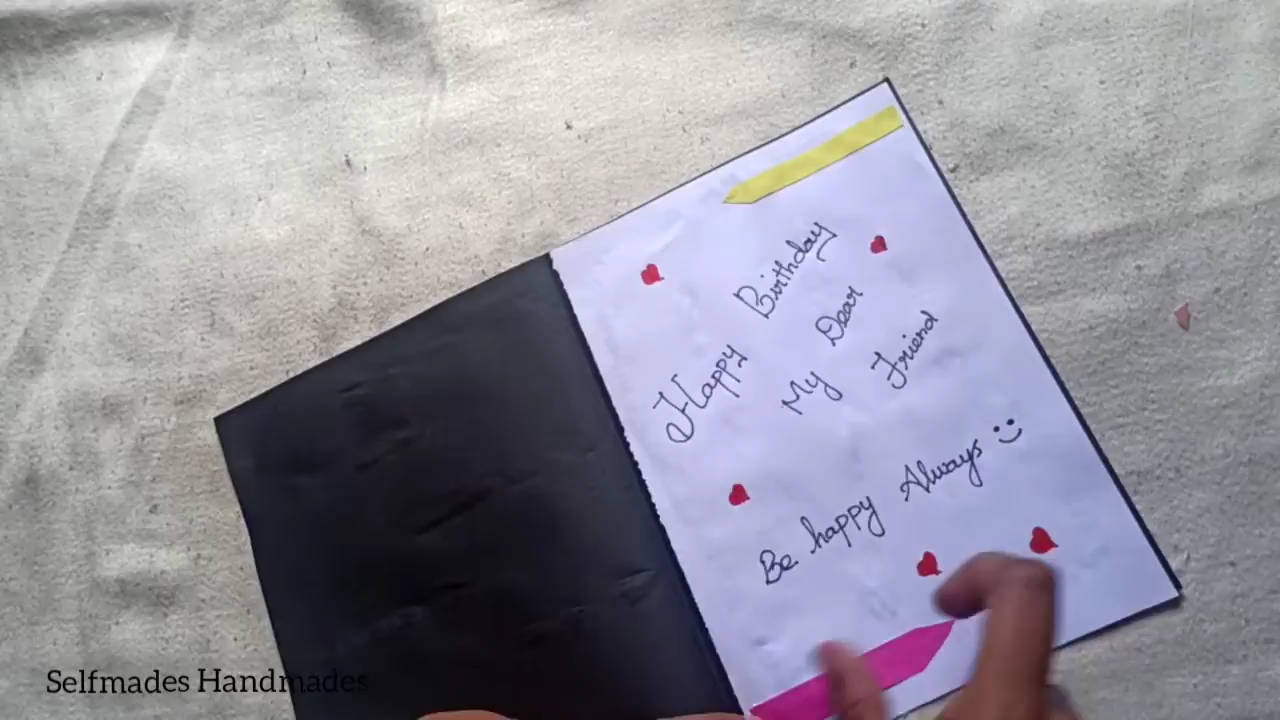 Happy Birthday
My Dear
Friend
Be happy Always :)
Selfmades Handmades